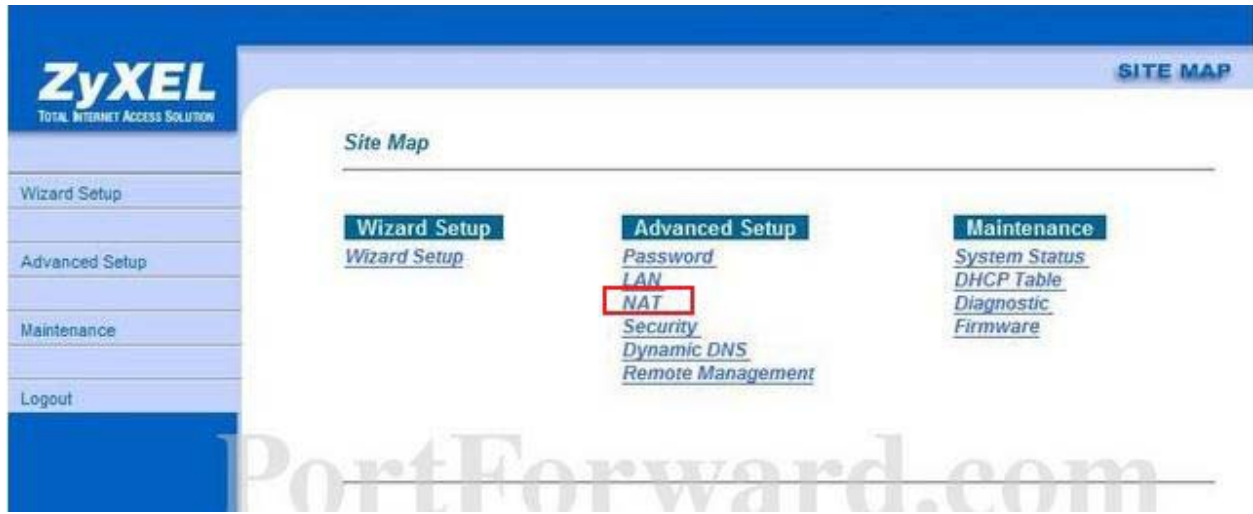 ZyXEL
TOTAL INTERNET ACCESS SOLUTION
SITE MAP
Wizard Setup
Advanced Setup
Maintenance
Logout
Site Map
Wizard Setup
Wizard Setup
Advanced Setup
Password
LAN
NAT
Security
Dynamic DNS
Remote Management
Maintenance
System Status
DHCP Table
Diagnostic
Firmware
PortForward.com